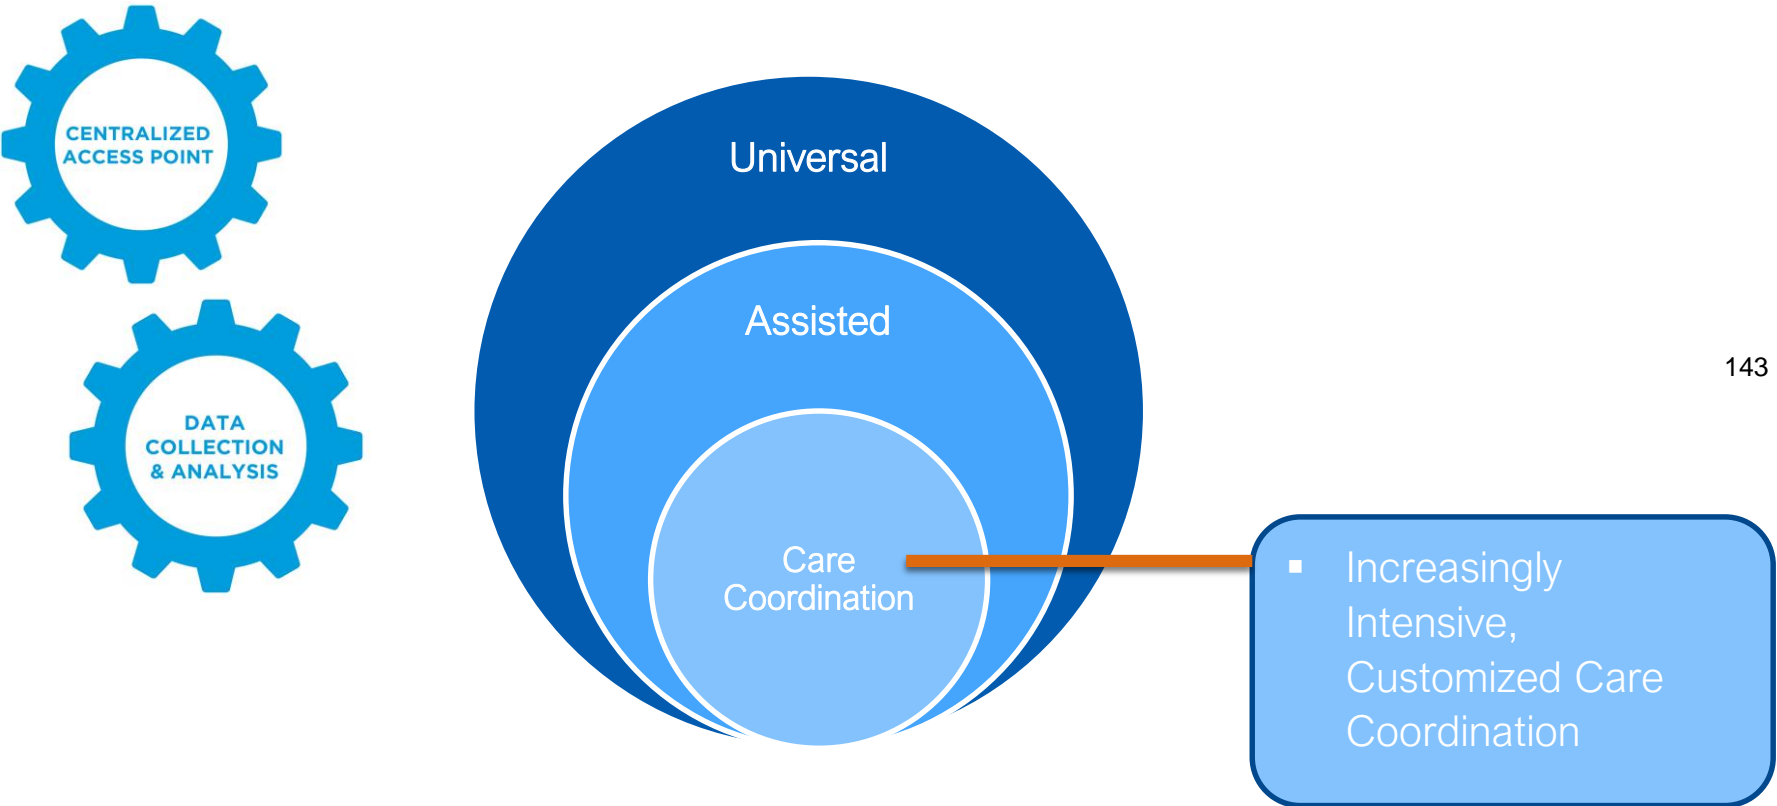 CENTRALIZED
ACCESS POINT
DATA
COLLECTION
& ANALYSIS
Universal
Assisted
Care
Coordination
143
▪ Increasingly
Intensive,
Customized Care
Coordination